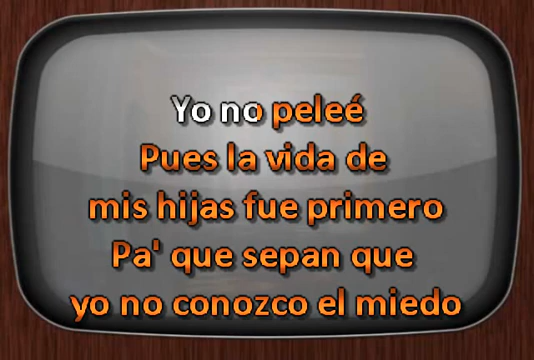 Yo no peleé
Pues la vida de
mis hijas fue primero
Pa' que sepan que
yo no conozco el miedo